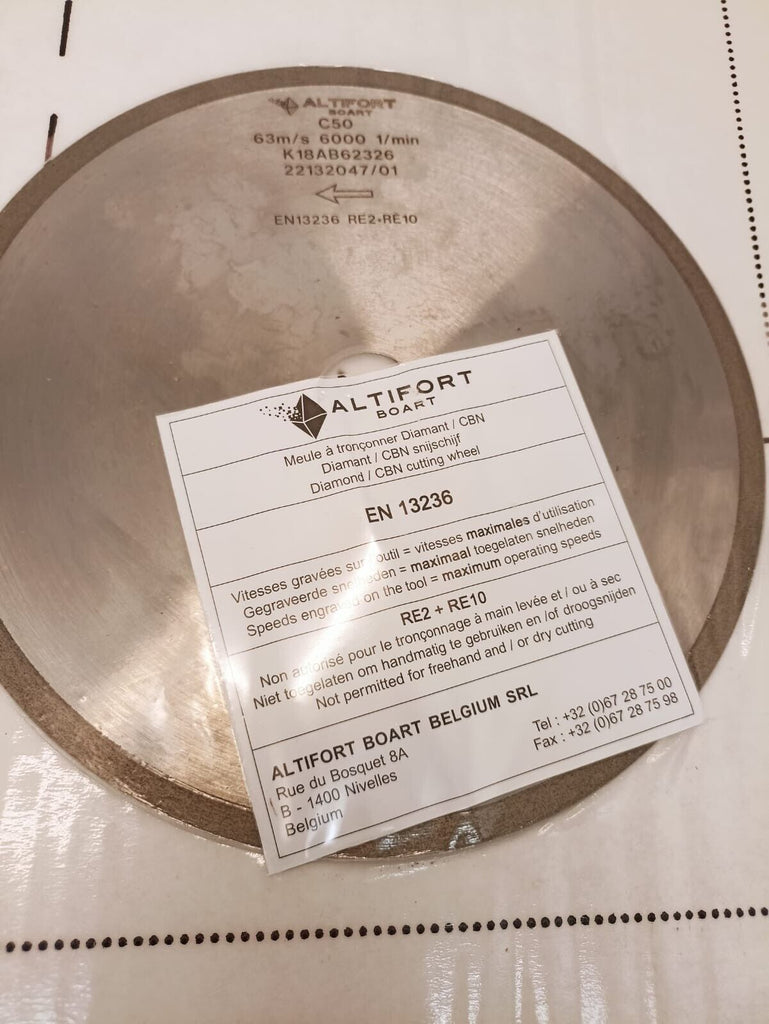 ALTIFORT
BOART
C50
63m/s 6000 1/min
K18AB62326
22132047/01
EN13236 RE2+RE10
ALTIFORT
BOART
Meule à tronçonner Diamant / CBN
Diamant / CBN snijschijf
Diamond / CBN cutting wheel
EN 13236
Vitesses gravées sur outil = vitesses maximales d'utilisation
Gegraveerde snelheden = maximaal toegelaten snelheden
Speeds engraved on the tool = maximum operating speeds
RE2 + RE10
Non autorisé pour le tronçonnage à main levée et / ou à sec
Niet toegelaten om handmatig te gebruiken en /of droogsnijden
Not permitted for freehand and / or dry cutting
ALTIFORT BOART BELGIUM SRL
Rue du Bosquet 8A
B - 1400 Nivelles
Belgium
Tel : +32 (0)67 28 75 00
Fax : +32 (0)67 28 75 98